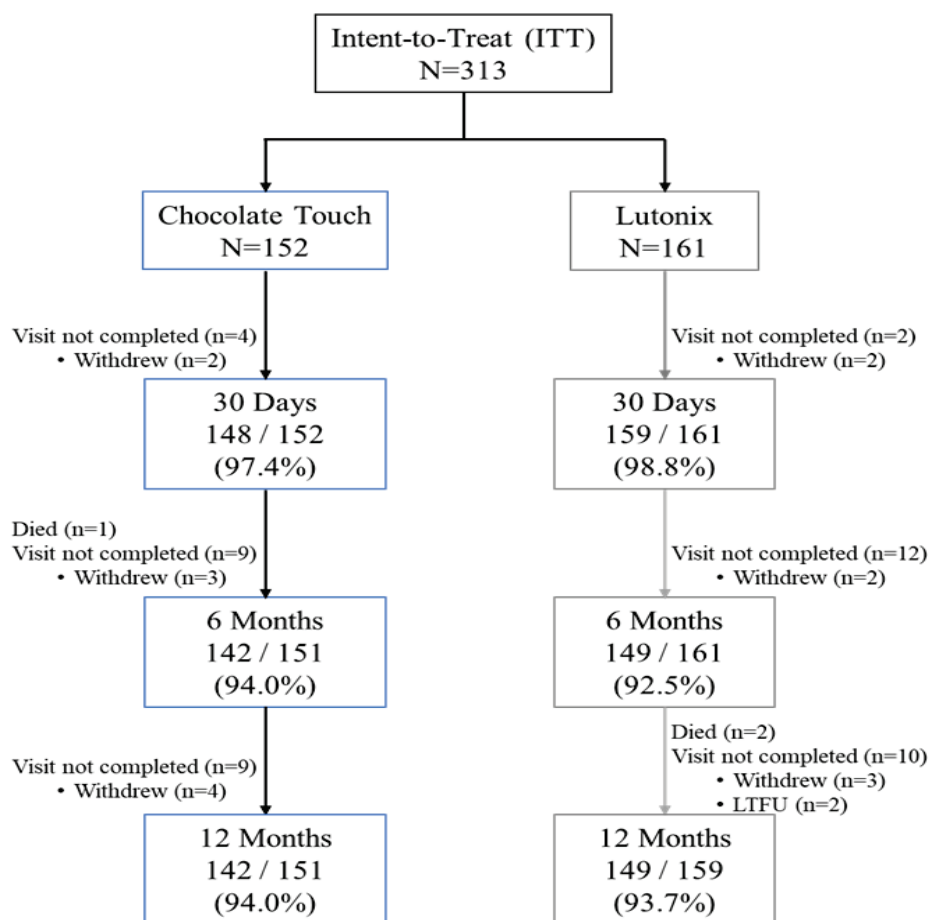 Intent-to-Treat (ITT)
N=313
Chocolate Touch
N=152
Lutonix
N=161
Visit not completed (n=4)
• Withdrew (n=2)
Visit not completed (n=2)
• Withdrew (n=2)
30 Days
148 / 152
(97.4%)
30 Days
159 / 161
(98.8%)
Died (n=1)
Visit not completed (n=9)
• Withdrew (n=3)
Visit not completed (n=12)
• Withdrew (n=2)
6 Months
142 / 151
(94.0%)
6 Months
149 / 161
(92.5%)
Visit not completed (n=9)
• Withdrew (n=4)
Died (n=2)
Visit not completed (n=10)
• Withdrew (n=3)
• LTFU (n=2)
12 Months
142 / 151
(94.0%)
12 Months
149 / 159
(93.7%)